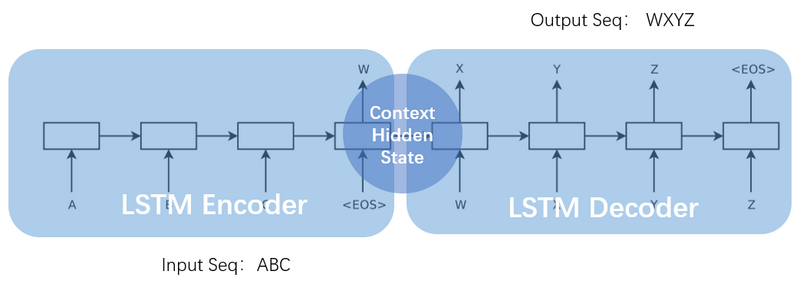 Output Seq: WXYZ
W X Y Z <EOS>
Context
Hidden
State
A B C <EOS> W X Y Z
LSTM Encoder LSTM Decoder
Input Seq: ABC